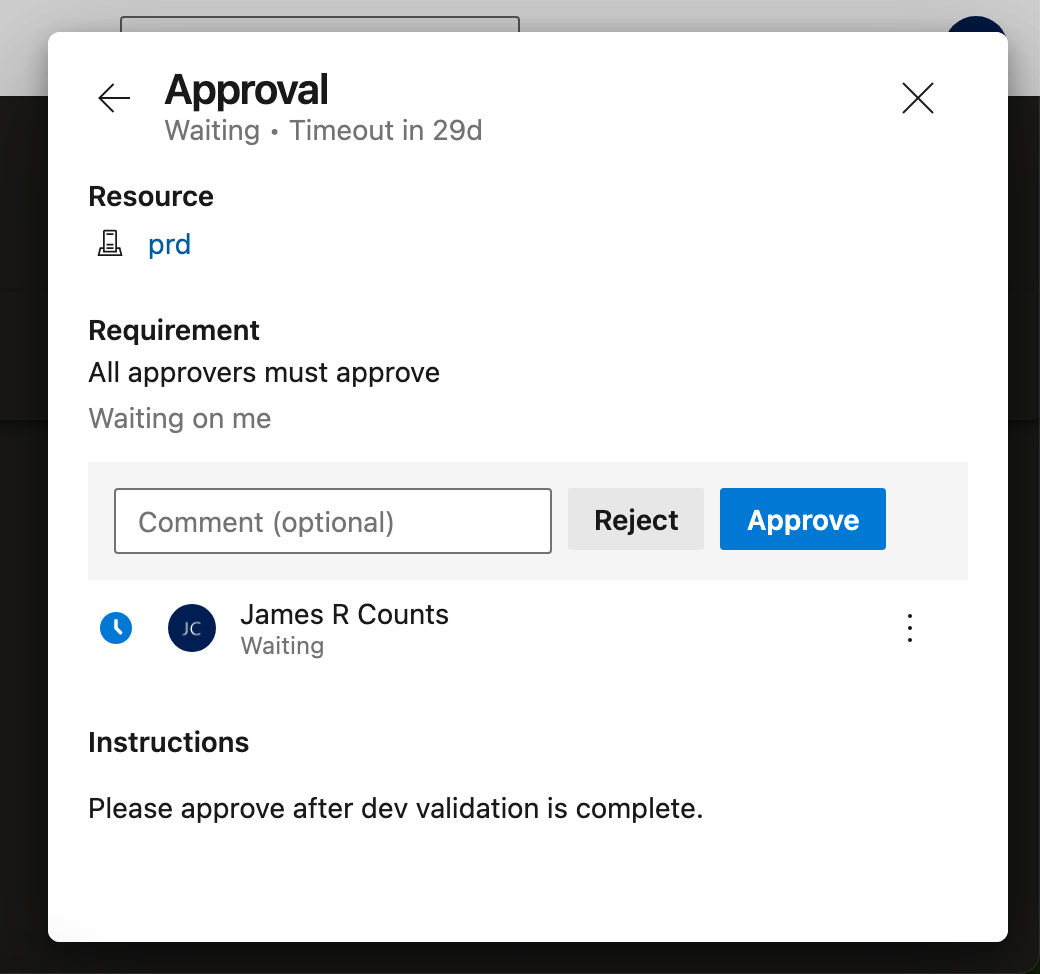 Approval
Waiting • Timeout in 29d
Resource
prd
Requirement
All approvers must approve
Waiting on me
Comment (optional)
Reject
Approve
JC
James R Counts
Waiting
Instructions
Please approve after dev validation is complete.